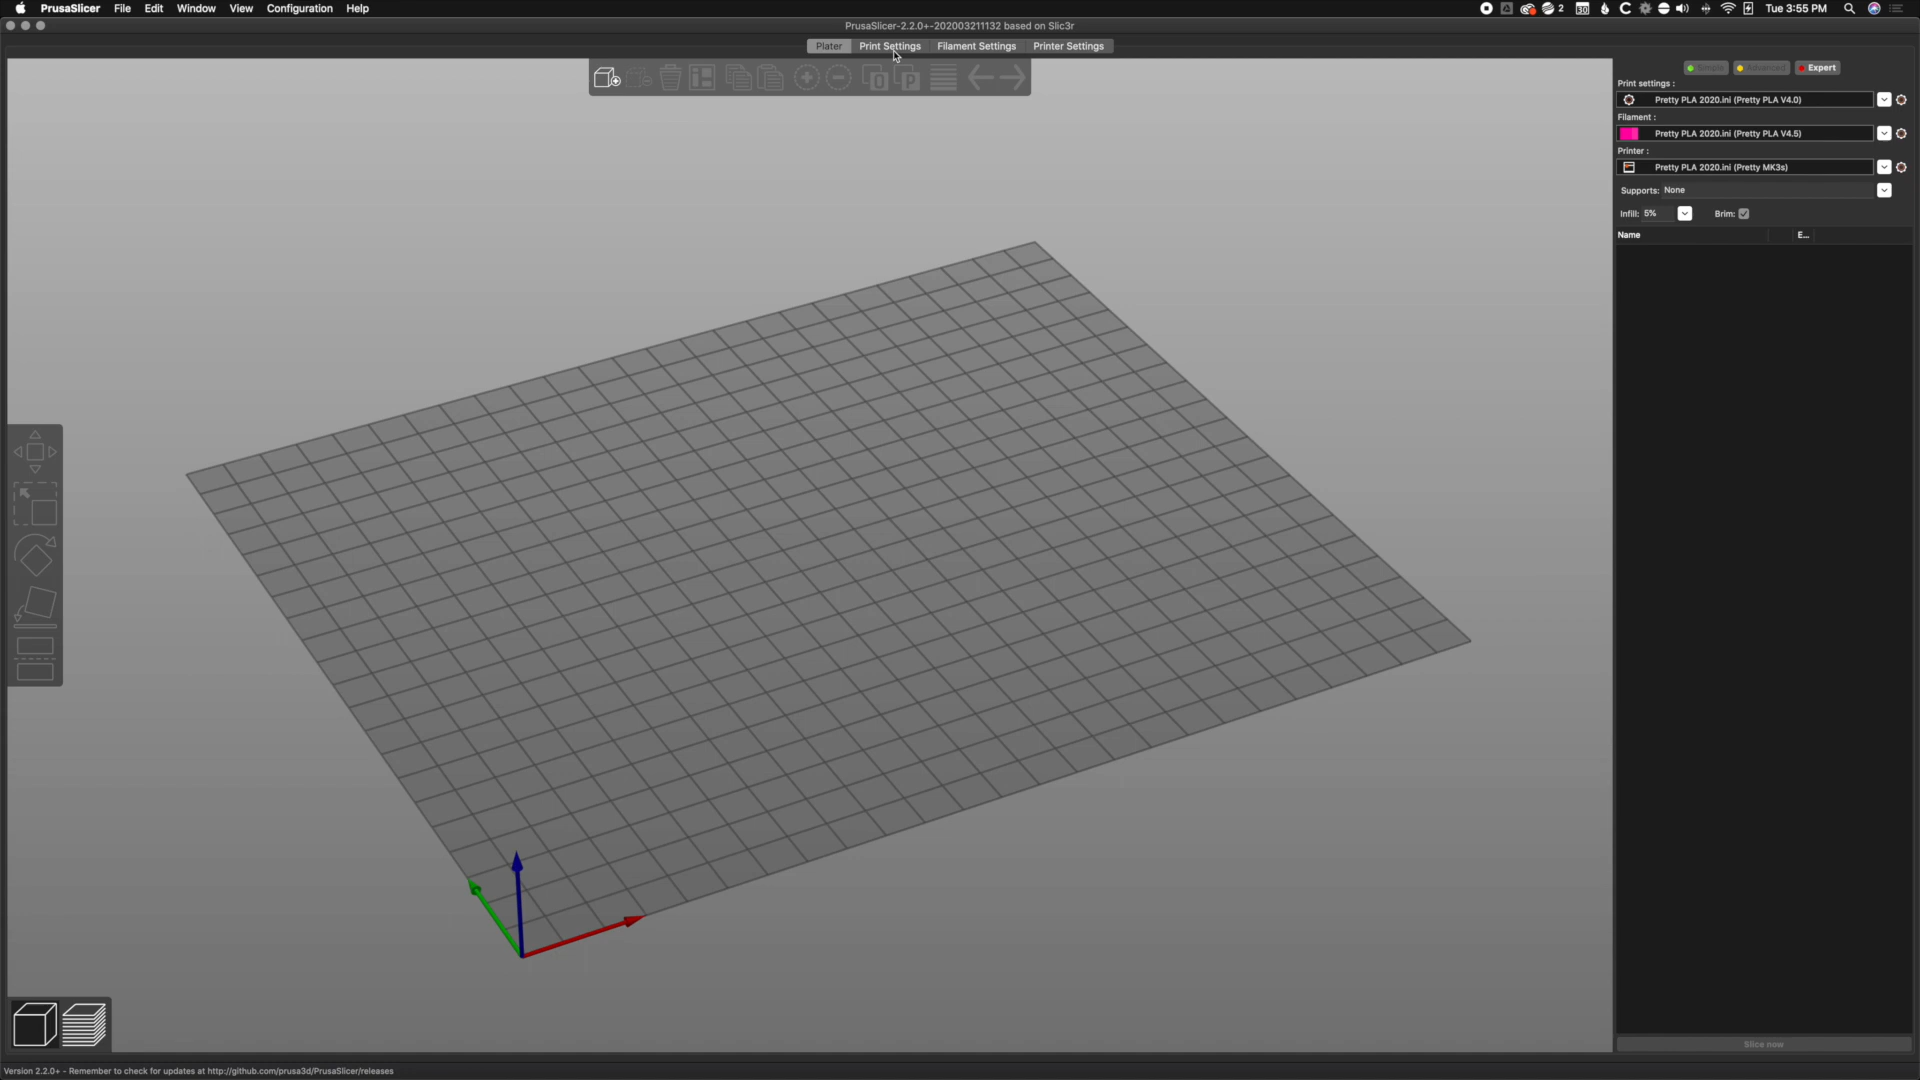 PrusaSlicer File Edit Window View Configuration Help
2 30 Tue 3:55 PM
PrusaSlicer-2.2.0+-202003211132 based on Slic3r
Plater Print Settings Filament Settings Printer Settings
Simple Advanced Expert
Print settings :
Pretty PLA 2020.ini (Pretty PLA V4.0)
Filament :
Pretty PLA 2020.ini (Pretty PLA V4.5)
Printer :
Pretty PLA 2020.ini (Pretty MK3s)
Supports: None
Infill: 5% Brim:
Name E...
Slice now
Version 2.2.0+ - Remember to check for updates at http://github.com/prusa3d/PrusaSlicer/releases